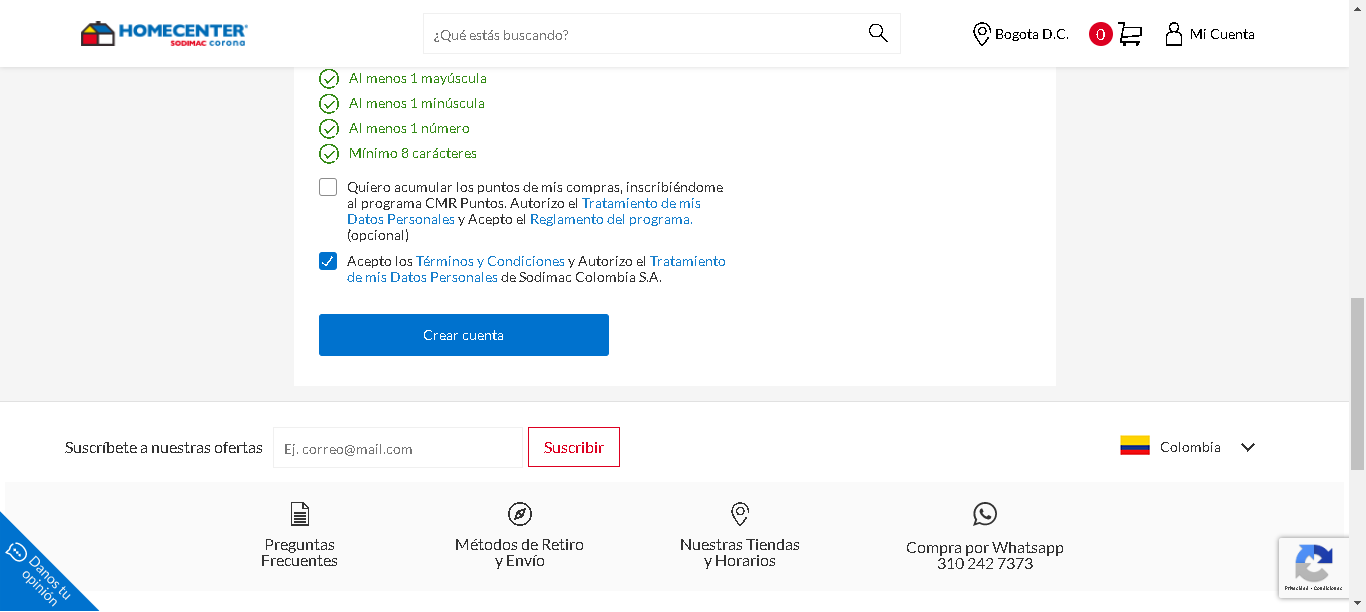 HOMECENTER
SODIMAC corona
¿Qué estás buscando?
Bogota D.C.
0
Mi Cuenta
Al menos 1 mayúscula
Al menos 1 minúscula
Al menos 1 número
Mínimo 8 carácteres
Quiero acumular los puntos de mis compras, inscribiéndome
al programa CMR Puntos. Autorizo el Tratamiento de mis
Datos Personales y Acepto el Reglamento del programa.
(opcional)
Acepto los Términos y Condiciones y Autorizo el Tratamiento
de mis Datos Personales de Sodimac Colombia S.A.
Crear cuenta
Suscríbete a nuestras ofertas
Ej. correo@mail.com
Suscribir
Colombia
Preguntas
Frecuentes
Métodos de Retiro
y Envío
Nuestras Tiendas
y Horarios
Compra por Whatsapp
310 242 7373
Danos tu
opinión
Privacidad - Condiciones